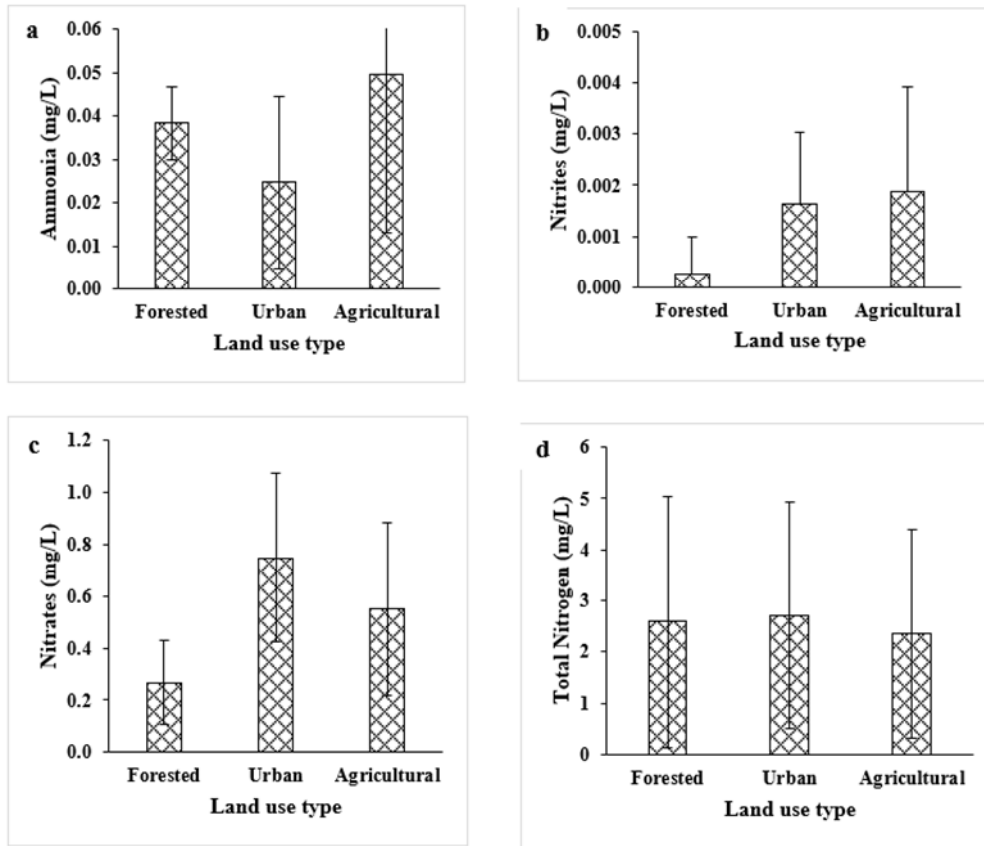 a
Ammonia (mg/L)
0.06
0.05
0.04
0.03
0.02
0.01
0.00
Forested Urban Agricultural
Land use type
b
Nitrites (mg/L)
0.005
0.004
0.003
0.002
0.001
0.000
Forested Urban Agricultural
Land use type
c
Nitrates (mg/L)
1.2
1.0
0.8
0.6
0.4
0.2
0.0
Forested Urban Agricultural
Land use type
d
Total Nitrogen (mg/L)
6
5
4
3
2
1
0
Forested Urban Agricultural
Land use type